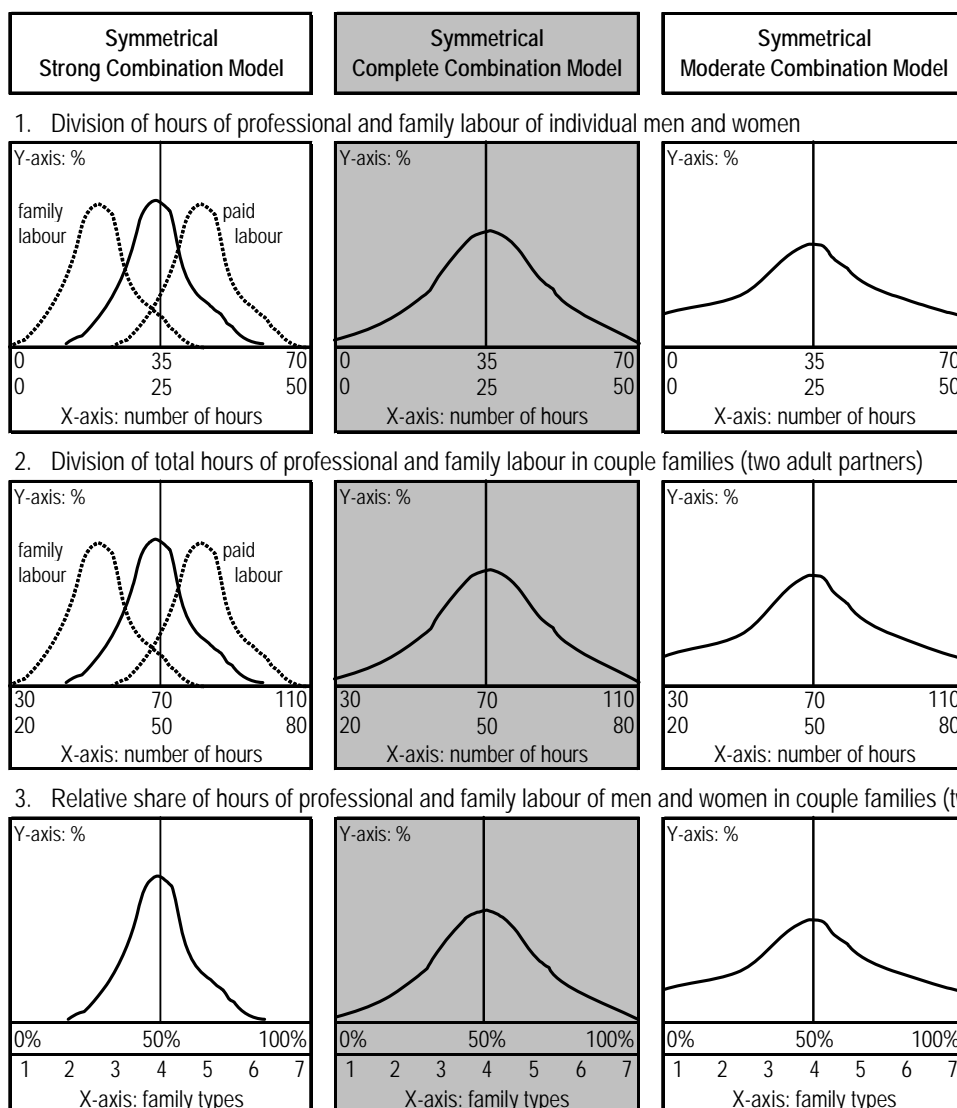 Symmetrical
Strong Combination Model
Symmetrical
Complete Combination Model
Symmetrical
Moderate Combination Model
1. Division of hours of professional and family labour of individual men and women
Y-axis: %
family
labour
paid
labour
0 35 70
0 25 50
X-axis: number of hours
Y-axis: %
0 35 70
0 25 50
X-axis: number of hours
Y-axis: %
0 35 70
0 25 50
X-axis: number of hours
2. Division of total hours of professional and family labour in couple families (two adult partners)
Y-axis: %
family
labour
paid
labour
30 70 110
20 50 80
X-axis: number of hours
Y-axis: %
30 70 110
20 50 80
X-axis: number of hours
Y-axis: %
30 70 110
20 50 80
X-axis: number of hours
3. Relative share of hours of professional and family labour of men and women in couple families
Y-axis: %
0% 50% 100%
1 2 3 4 5 6 7
X-axis: family types
Y-axis: %
0% 50% 100%
1 2 3 4 5 6 7
X-axis: family types
Y-axis: %
0% 50% 100%
1 2 3 4 5 6 7
X-axis: family types